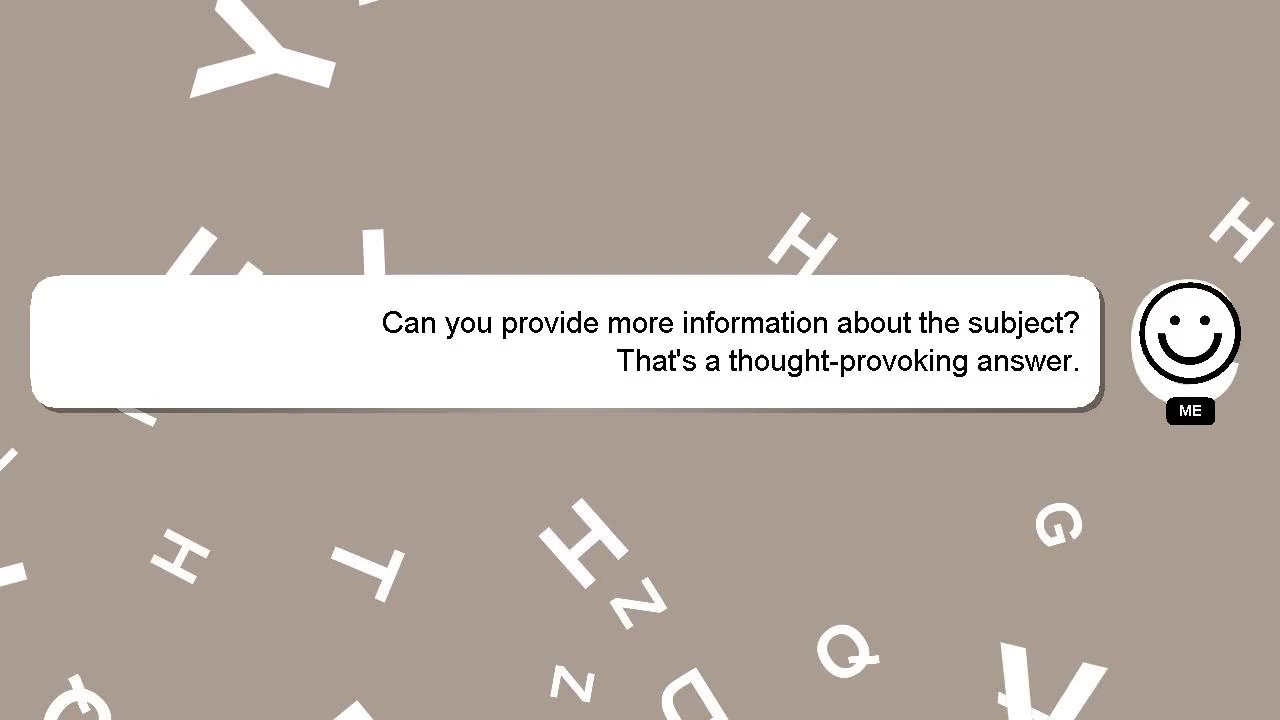 Can you provide more information about the subject?
That's a thought-provoking answer.
ME